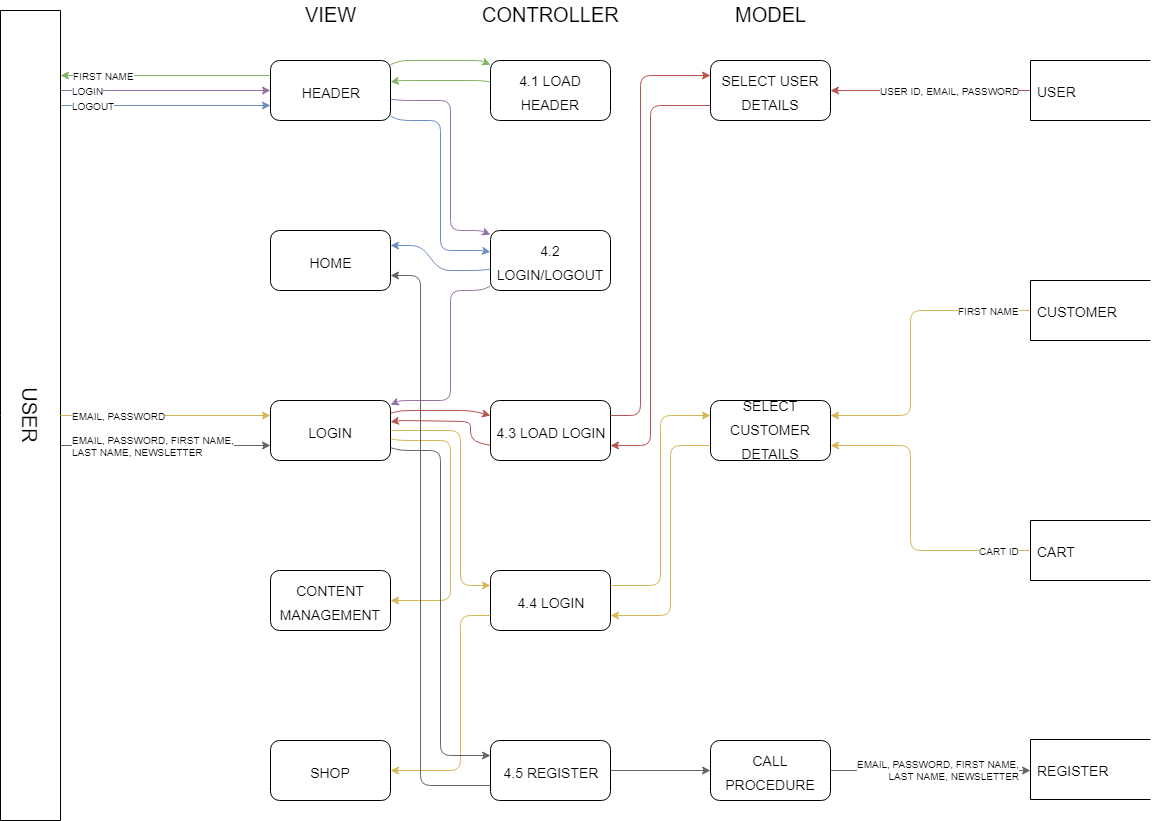 VIEW
CONTROLLER
MODEL
FIRST NAME
LOGIN
LOGOUT
HEADER
4.1 LOAD
HEADER
SELECT USER
DETAILS
USER ID, EMAIL, PASSWORD
USER
HOME
4.2
LOGIN/LOGOUT
FIRST NAME
CUSTOMER
USER
EMAIL, PASSWORD
EMAIL, PASSWORD, FIRST NAME,
LAST NAME, NEWSLETTER
LOGIN
4.3 LOAD LOGIN
SELECT
CUSTOMER
DETAILS
CART ID
CART
CONTENT
MANAGEMENT
4.4 LOGIN
SHOP
4.5 REGISTER
CALL
PROCEDURE
EMAIL, PASSWORD, FIRST NAME,
LAST NAME, NEWSLETTER
REGISTER